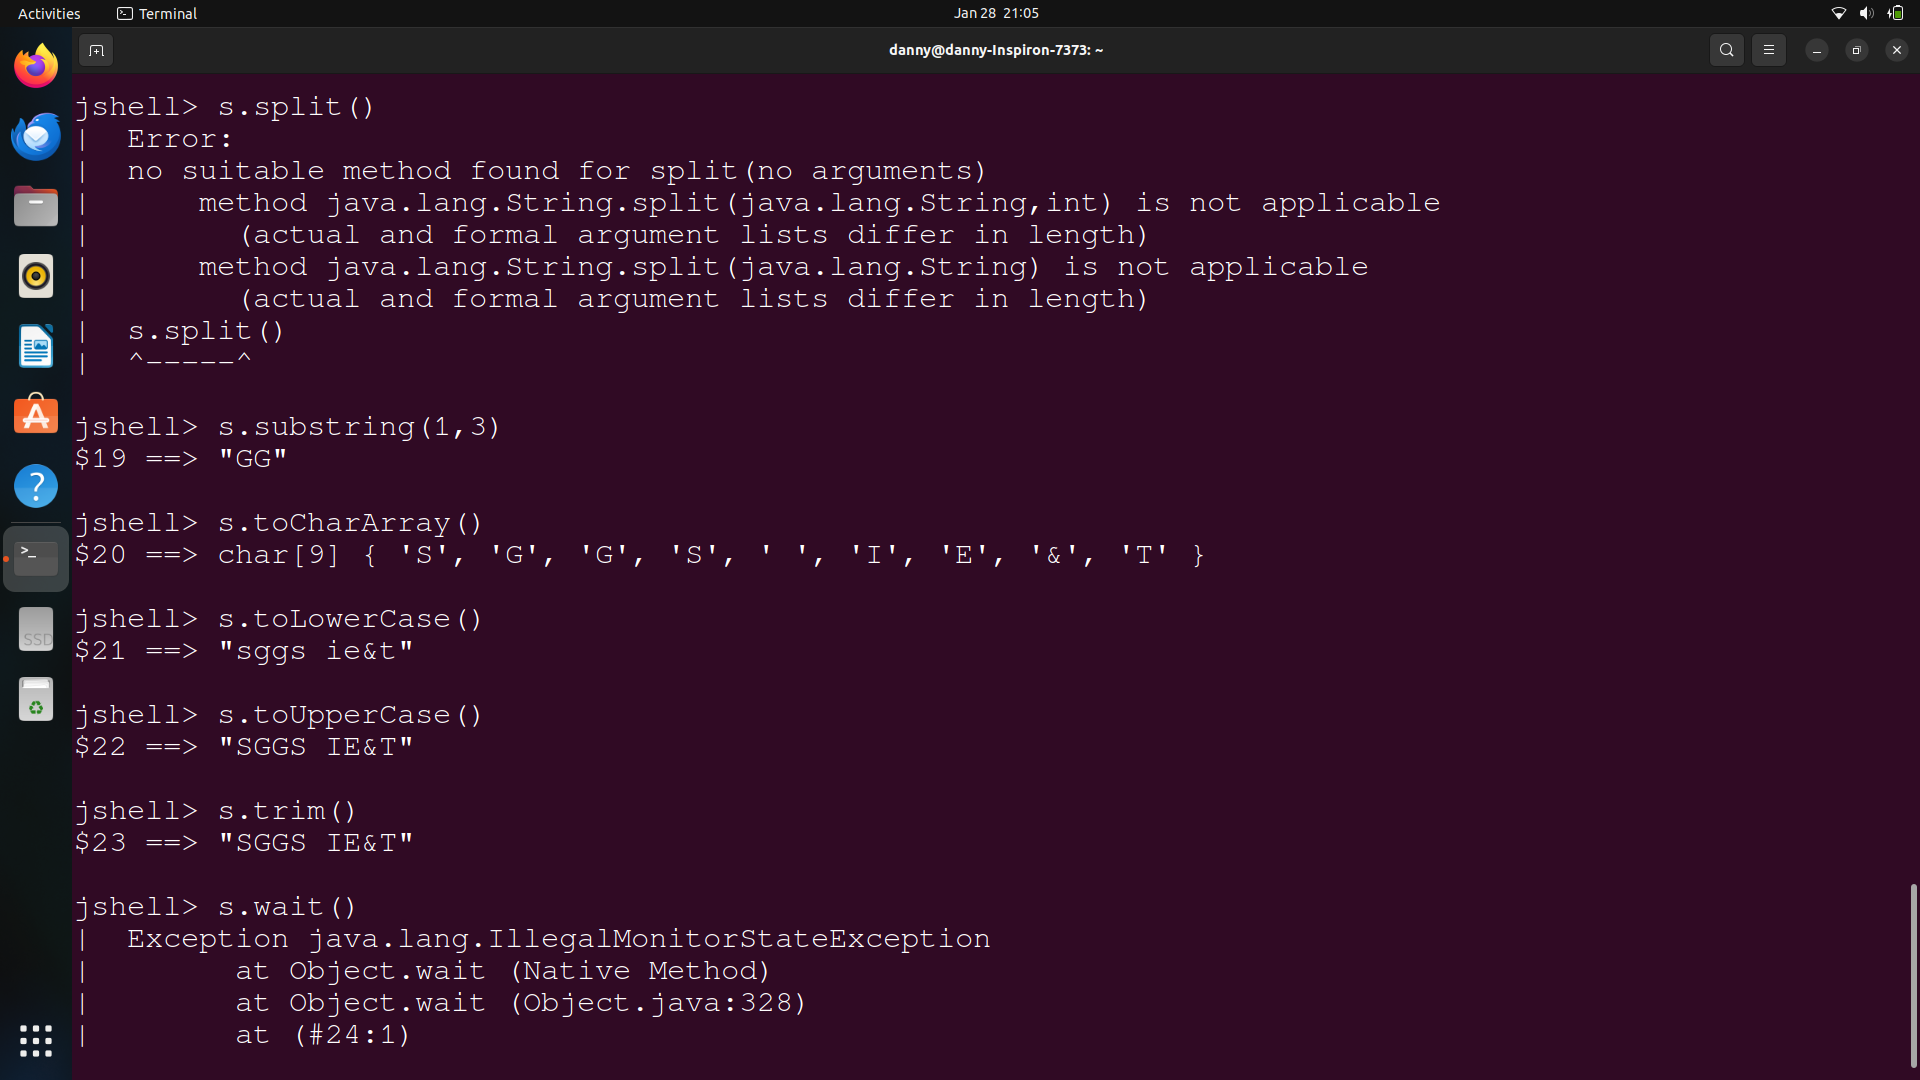 Activities
Terminal
Jan 28 21:05
danny@danny-Inspiron-7373: ~
jshell> s.split()
|  Error:
|  no suitable method found for split(no arguments)
|      method java.lang.String.split(java.lang.String,int) is not applicable
|        (actual and formal argument lists differ in length)
|      method java.lang.String.split(java.lang.String) is not applicable
|        (actual and formal argument lists differ in length)
|  s.split()
|  ^-----^
jshell> s.substring(1,3)
$19 ==> "GG"
jshell> s.toCharArray()
$20 ==> char[9] { 'S', 'G', 'G', 'S', ' ', 'I', 'E', '&', 'T' }
jshell> s.toLowerCase()
$21 ==> "sggs ie&t"
jshell> s.toUpperCase()
$22 ==> "SGGS IE&T"
jshell> s.trim()
$23 ==> "SGGS IE&T"
jshell> s.wait()
|  Exception java.lang.IllegalMonitorStateException
|        at Object.wait (Native Method)
|        at Object.wait (Object.java:328)
|        at (#24:1)
SSD